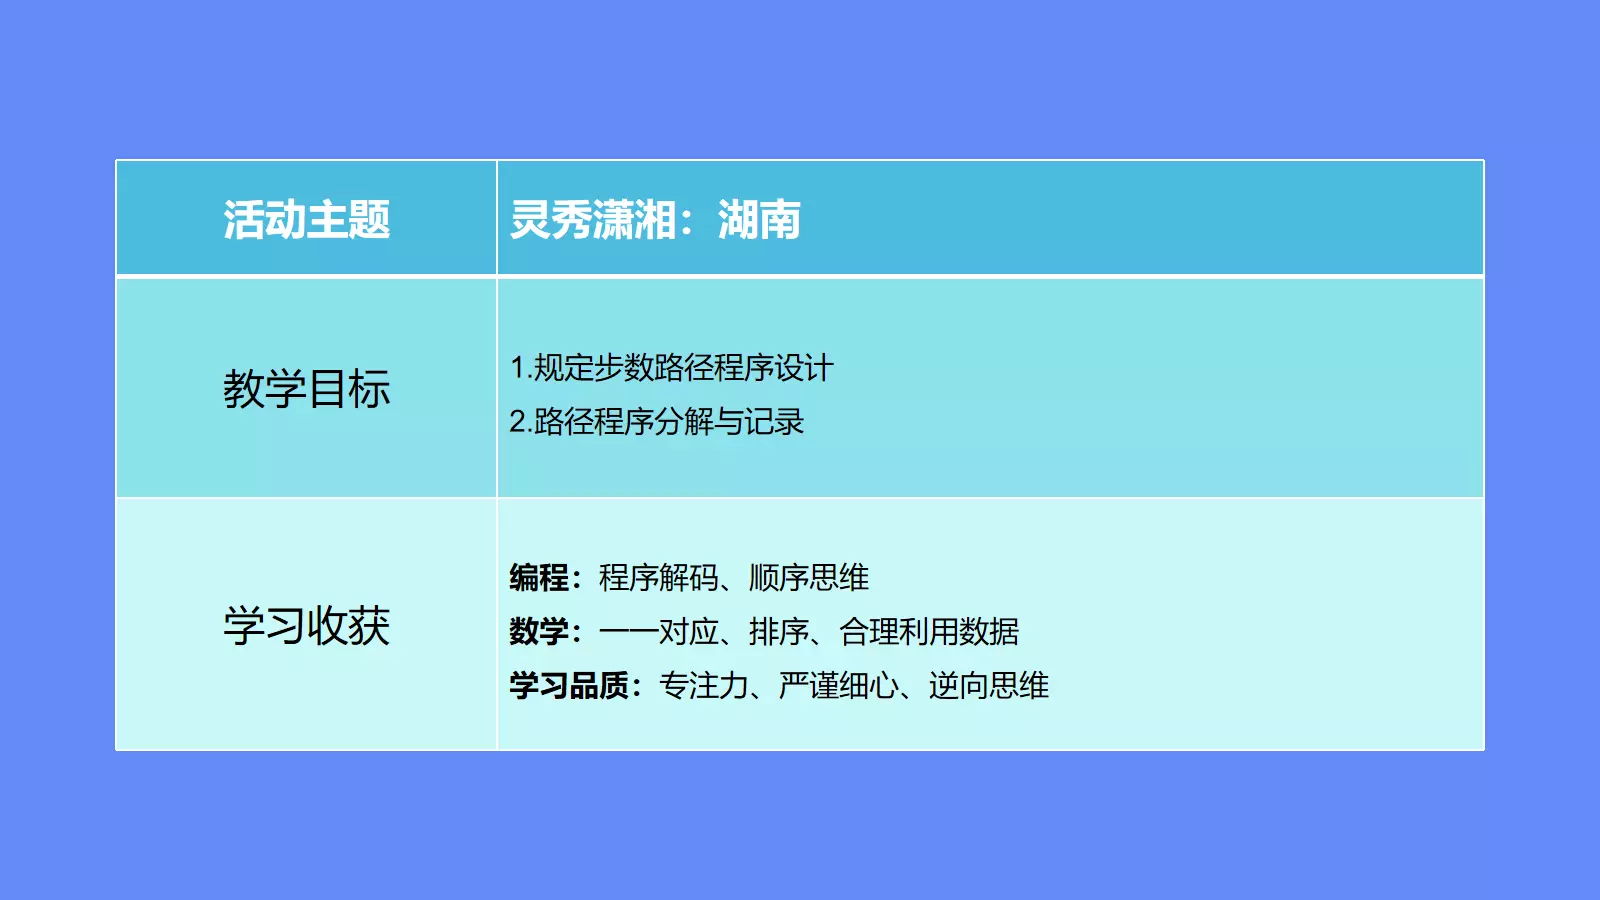 活动主题
灵秀潇湘：湖南
教学目标
1.规定步数路径程序设计
2.路径程序分解与记录
学习收获
编程：程序解码、顺序思维
数学：一一对应、排序、合理利用数据
学习品质：专注力、严谨细心、逆向思维